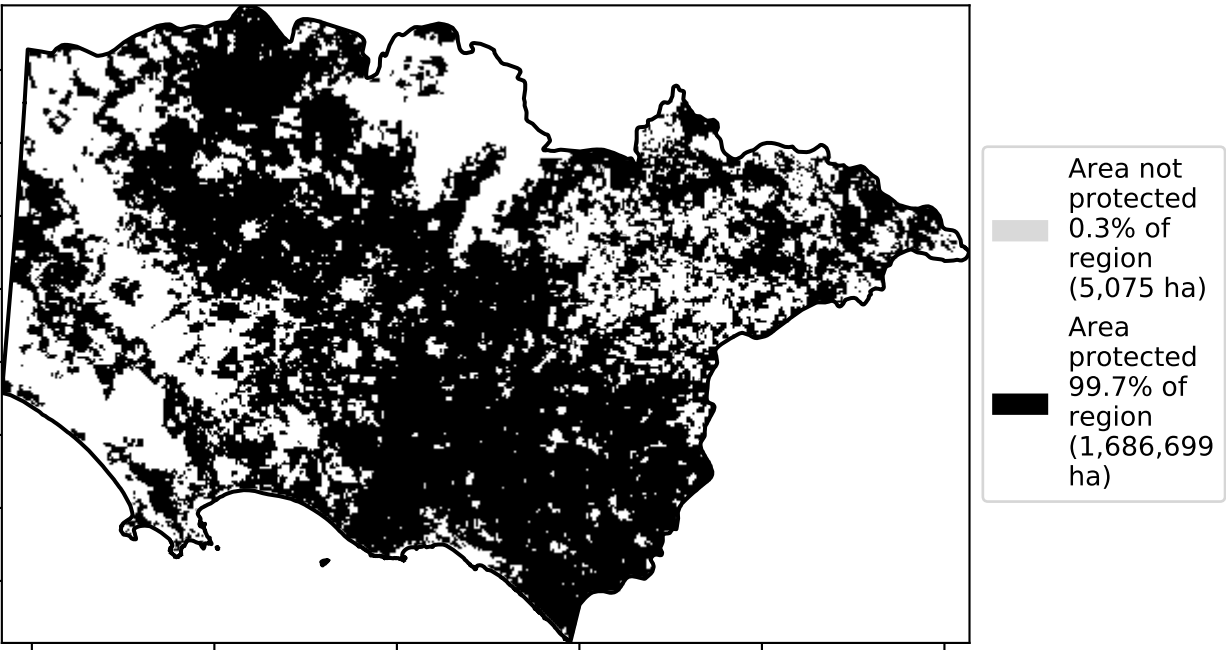 Area not
protected
0.3% of
region
(5,075 ha)
Area
protected
99.7% of
region
(1,686,699
ha)